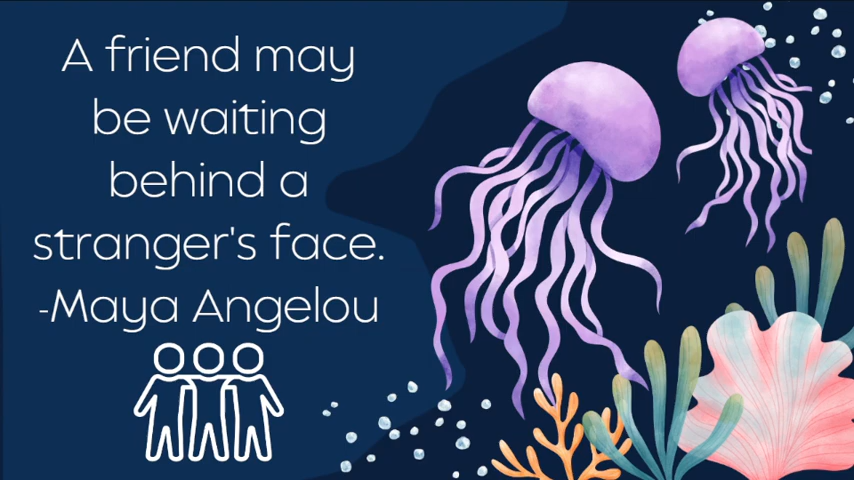 A friend may
be waiting
behind a
stranger's face.
-Maya Angelou